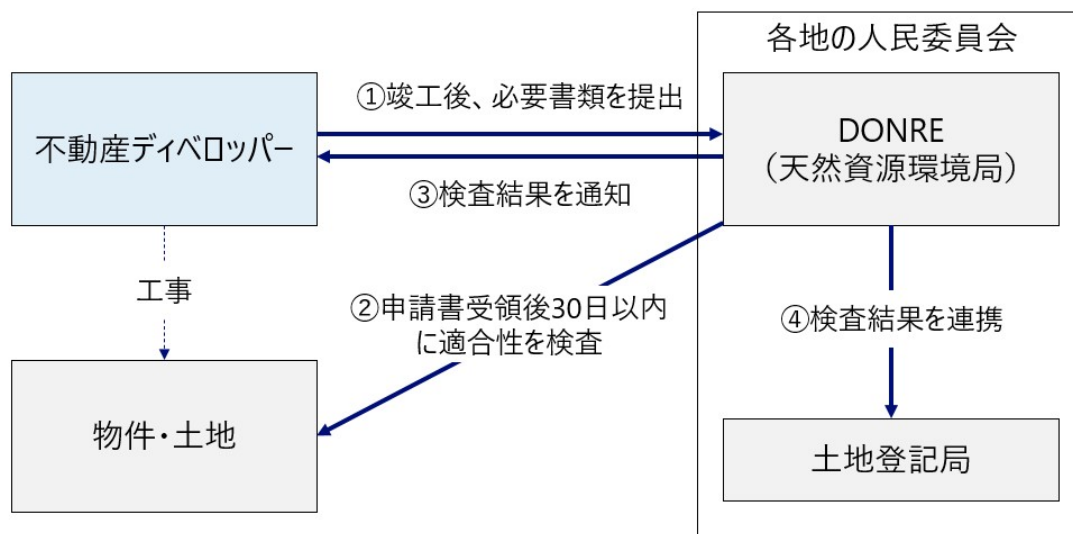 各地の人民委員会
①竣工後、必要書類を提出
不動産ディベロッパー
DONRE
（天然資源環境局）
③検査結果を通知
工事
②申請書受領後30日以内
に適合性を検査
④検査結果を連携
物件・土地
土地登記局